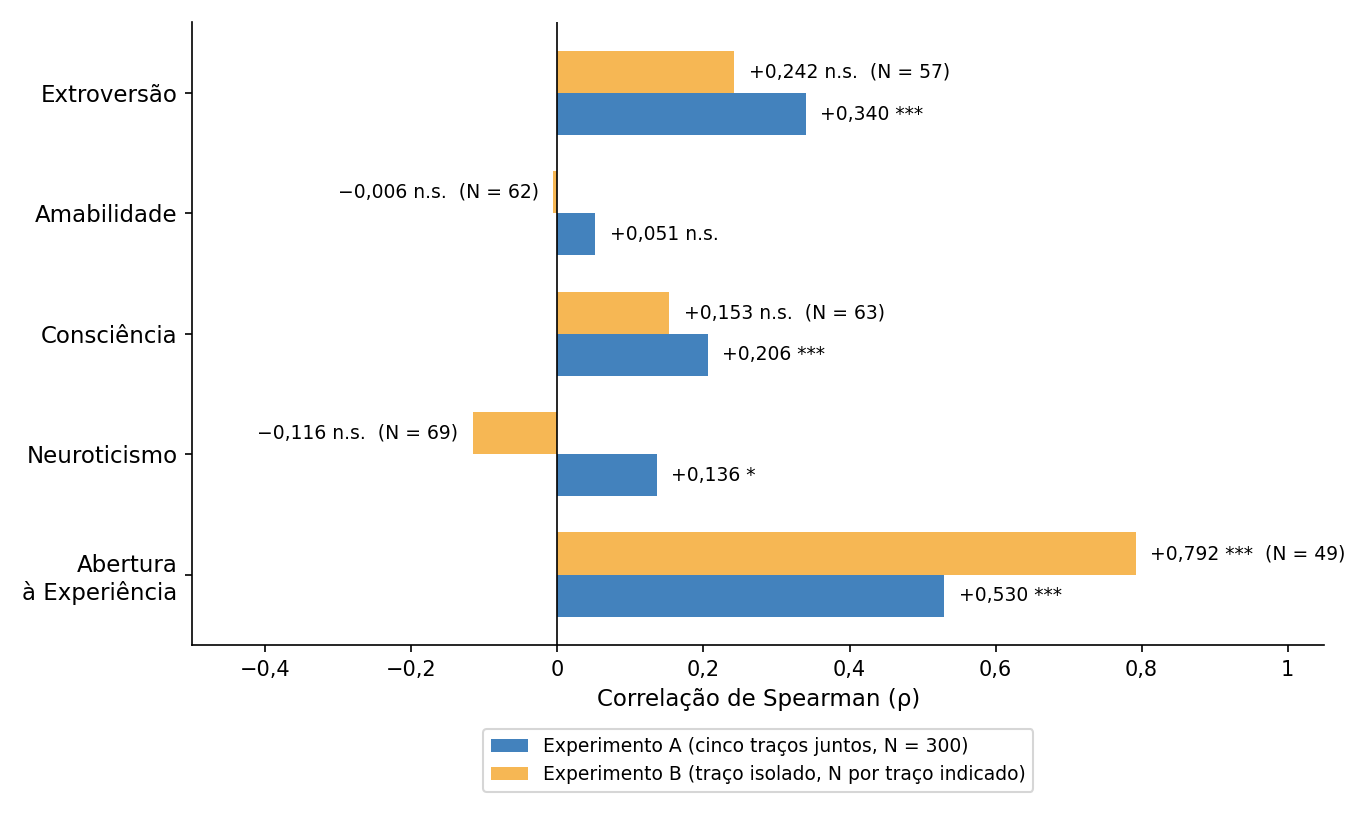 Extroversão
+0,242 n.s.  (N = 57)
+0,340 ***
Amabilidade
−0,006 n.s.  (N = 62)
+0,051 n.s.
Consciência
+0,153 n.s.  (N = 63)
+0,206 ***
Neuroticismo
−0,116 n.s.  (N = 69)
+0,136 *
Abertura
à Experiência
+0,792 ***  (N = 49)
+0,530 ***
−0,4 −0,2 0 0,2 0,4 0,6 0,8 1
Correlação de Spearman (ρ)
Experimento A (cinco traços juntos, N = 300)
Experimento B (traço isolado, N por traço indicado)